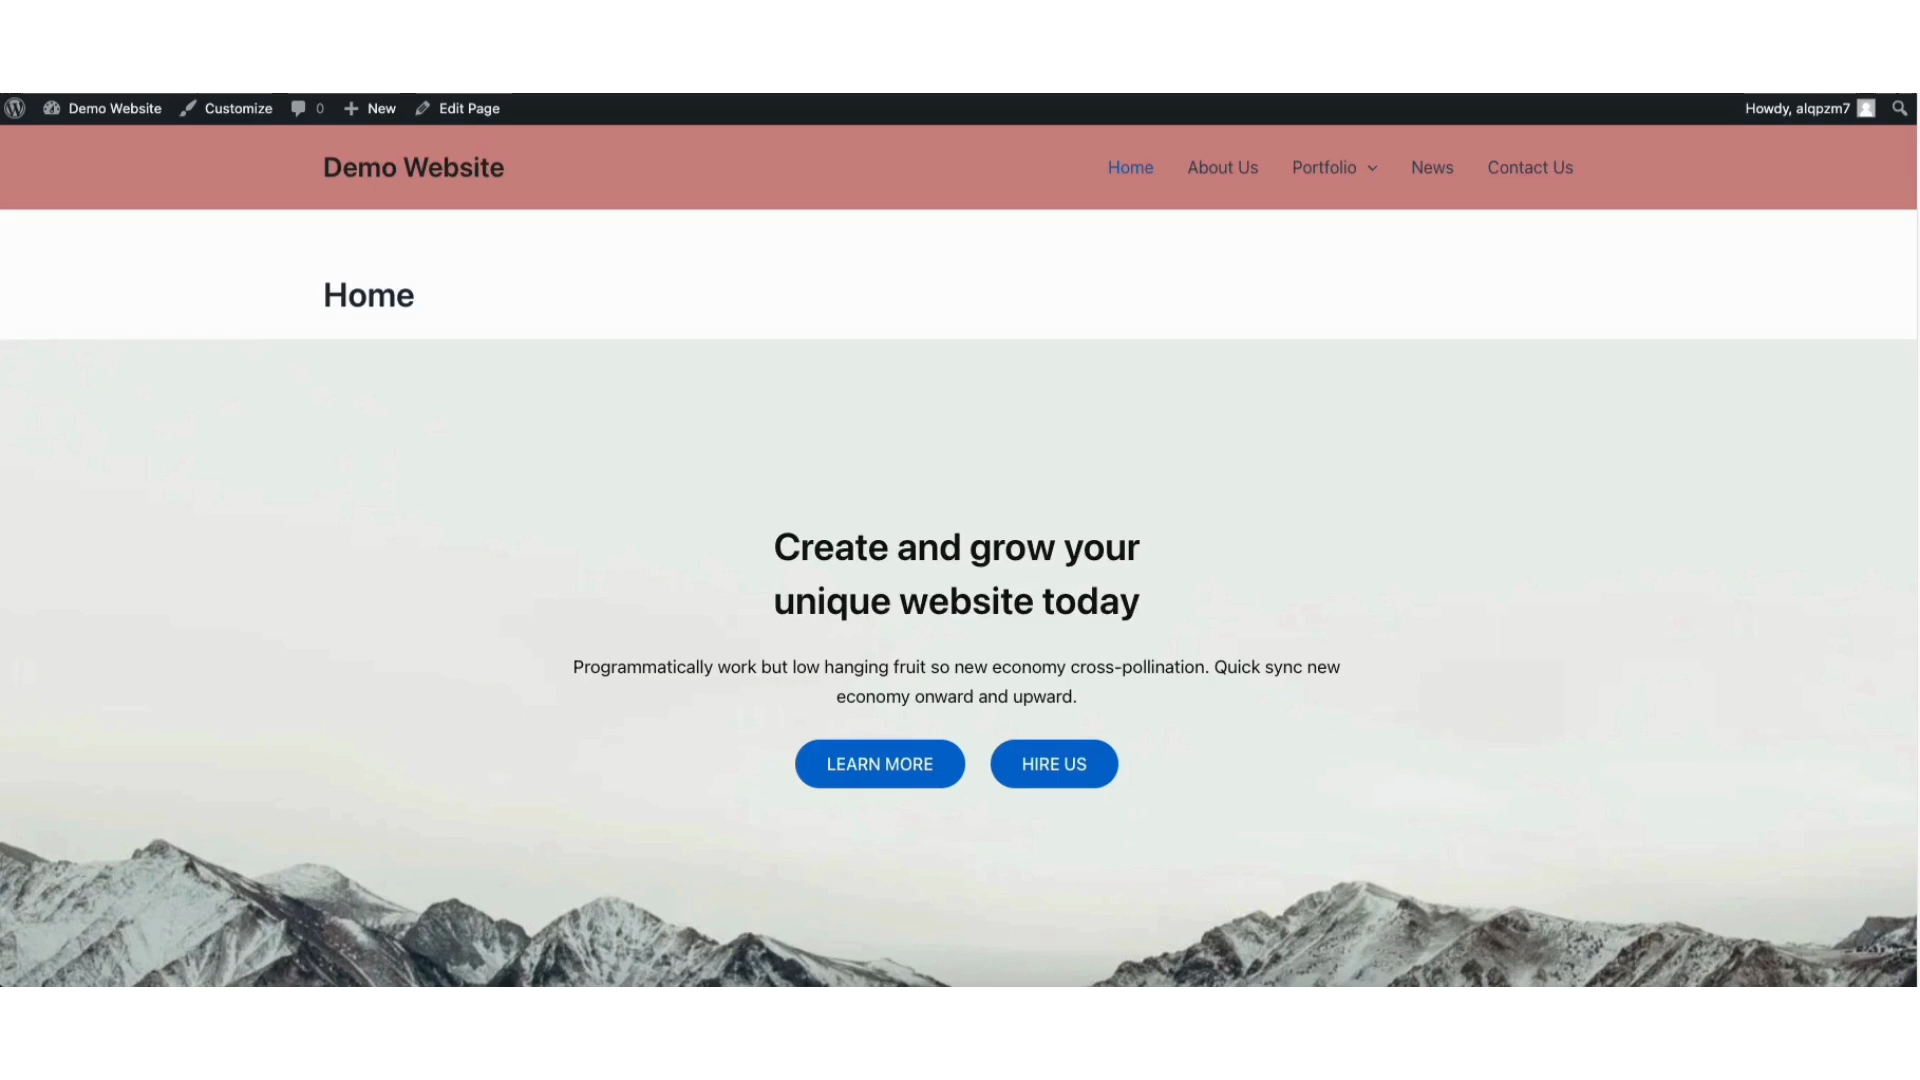 Demo Website Customize 0 New Edit Page Howdy, alqpzm7
Demo Website Home About Us Portfolio News Contact Us
Home
Create and grow your
unique website today
Programmatically work but low hanging fruit so new economy cross-pollination. Quick sync new
economy onward and upward.
LEARN MORE HIRE US